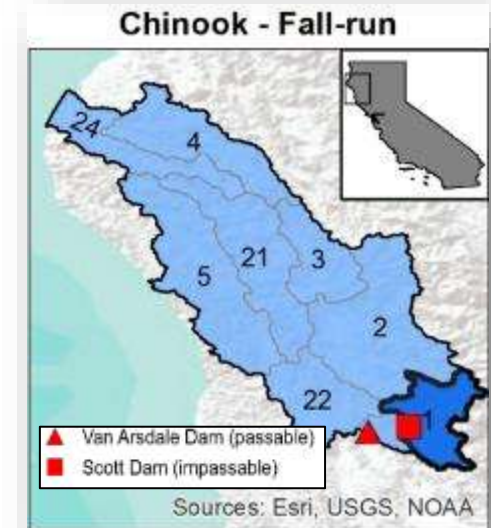 Chinook - Fall-run
24
4
21
3
5
2
22
1
Van Arsdale Dam (passable)
Scott Dam (impassable)
Sources: Esri, USGS, NOAA